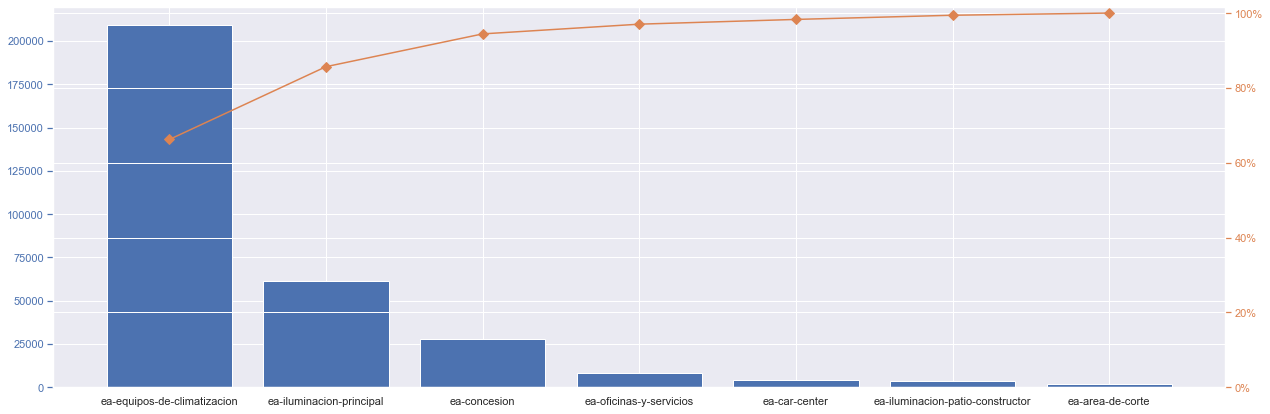 200000
175000
150000
125000
100000
75000
50000
25000
0
100%
80%
60%
40%
20%
0%
ea-equipos-de-climatizacion
ea-iluminacion-principal
ea-concesion
ea-oficinas-y-servicios
ea-car-center
ea-iluminacion-patio-constructor
ea-area-de-corte